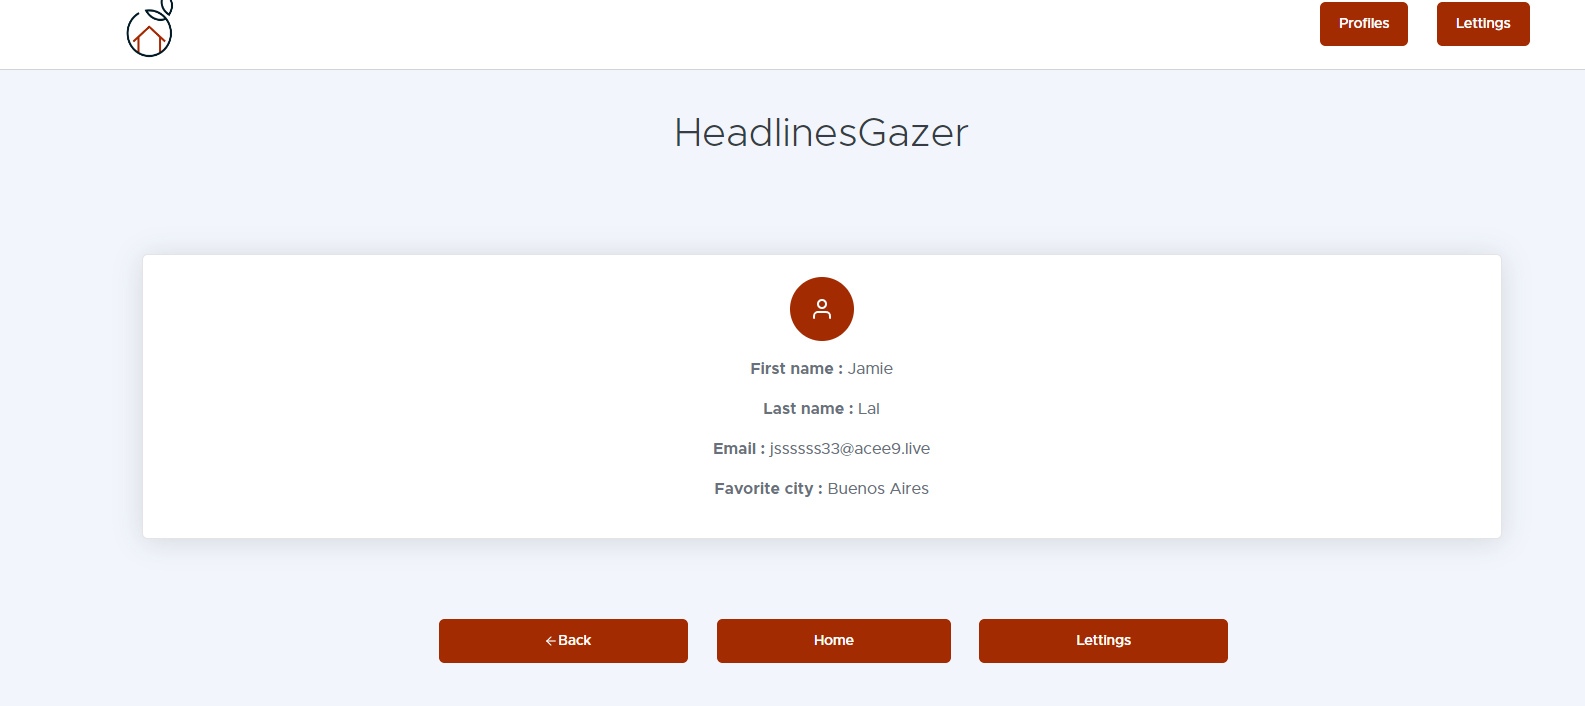 Profiles
Lettings
HeadlinesGazer
First name : Jamie
Last name : Lal
Email : jssssss33@acee9.live
Favorite city : Buenos Aires
←Back
Home
Lettings